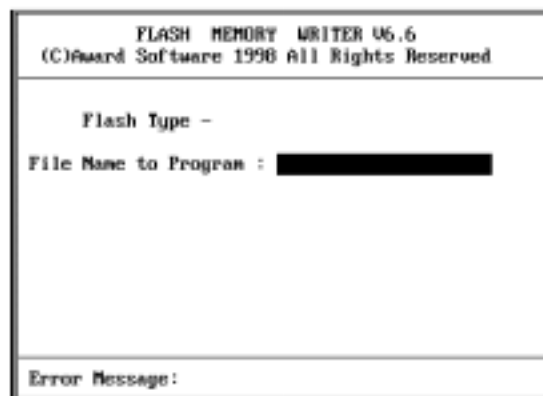 FLASH MEMORY WRITER V6.6
(C)Award Software 1998 All Rights Reserved
Flash Type -
File Name to Program :
Error Message: